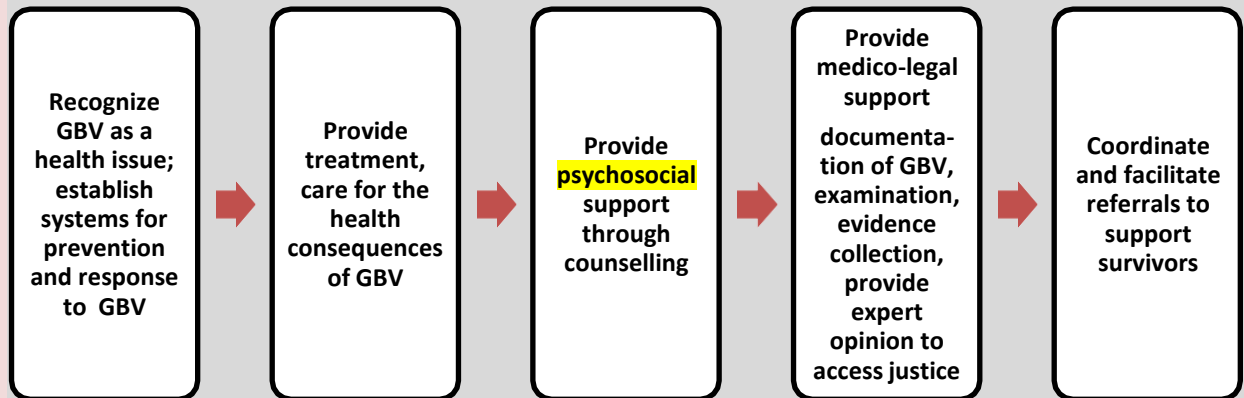 Recognize
GBV as a
health issue;
establish
systems for
prevention
and response
to GBV
Provide
treatment,
care for the
health
consequences
of GBV
Provide
psychosocial
support
through
counselling
Provide
medico-legal
support
documenta-
tion of GBV,
examination,
evidence
collection,
provide
expert
opinion to
access justice
Coordinate
and facilitate
referrals to
support
survivors